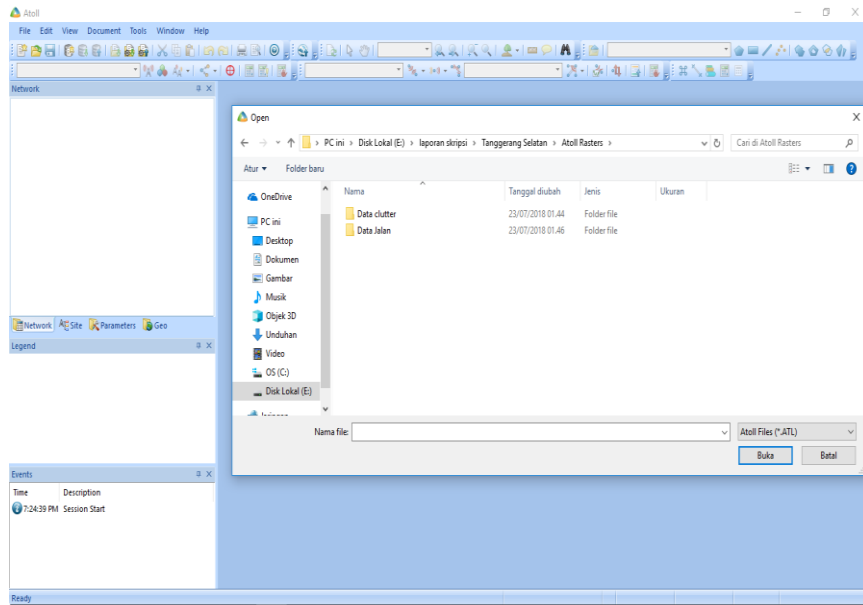 Atoll
File Edit View Document Tools Window Help
Network
Open
PC ini > Disk Lokal (E:) > laporan skripsi > Tanggerang Selatan > Atoll Rasters >
Cari di Atoll Rasters
Atur
Folder baru
OneDrive
PC ini
Desktop
Dokumen
Gambar
Musik
Objek 3D
Unduhan
Video
OS (C:)
Disk Lokal (E:)
Nama Tanggal diubah Jenis Ukuran
Data clutter 23/07/2018 01.44 Folder file
Data Jalan 23/07/2018 01.46 Folder file
Nama file:
Atoll Files (*.ATL)
Buka Batal
Network Site Parameters Geo
Legend
Events
Time Description
7:24:39 PM Session Start
Ready